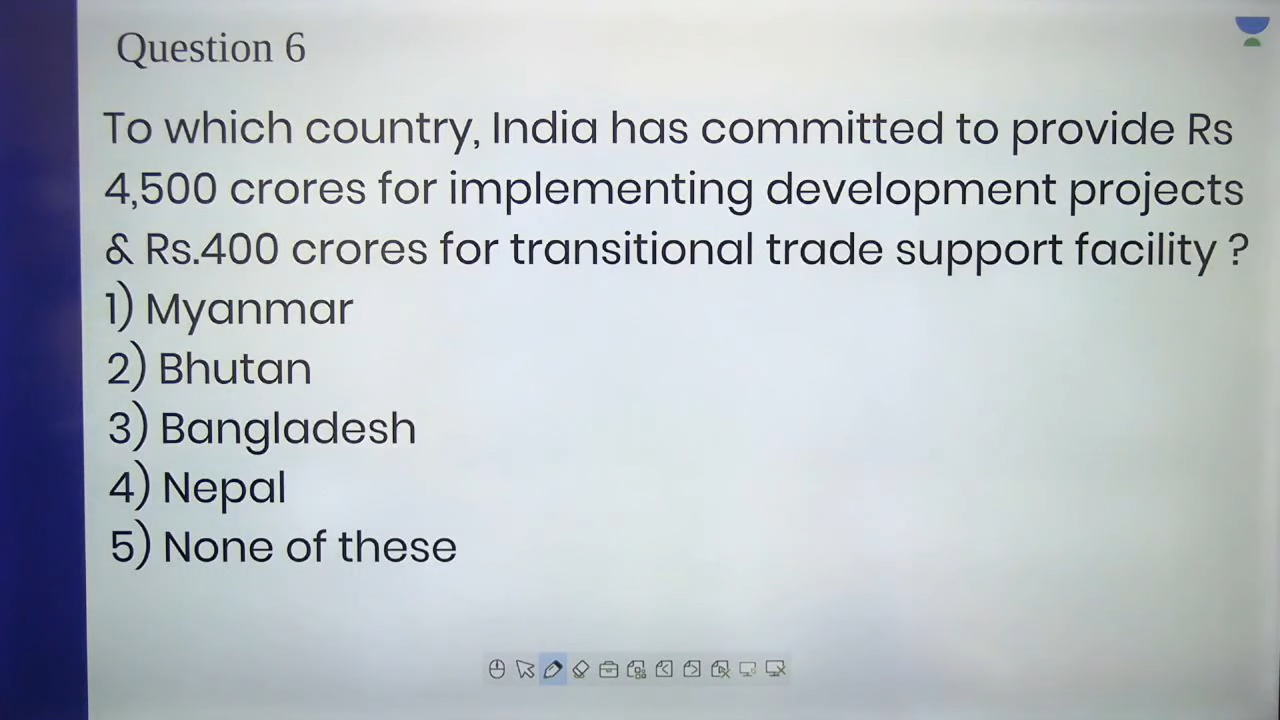 Question 6
To which country, India has committed to provide Rs
4,500 crores for implementing development projects
& Rs.400 crores for transitional trade support facility ?
1) Myanmar
2) Bhutan
3) Bangladesh
4) Nepal
5) None of these